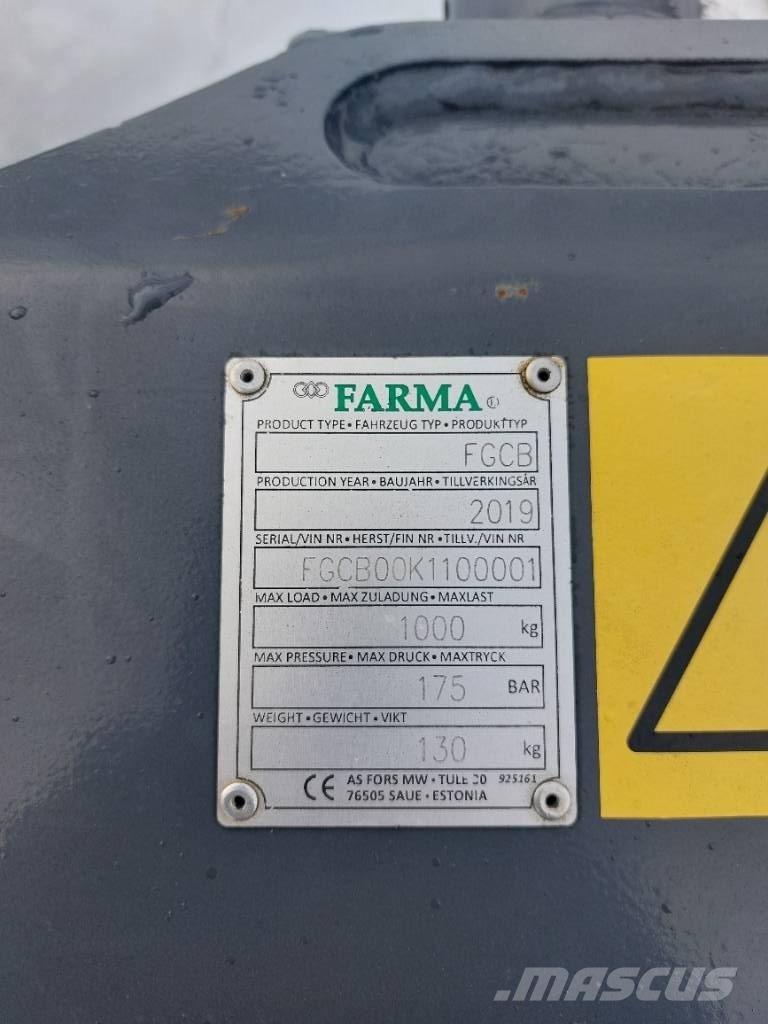 FARMA
PRODUCT TYPE • FAHRZEUG TYP • PRODUKTTYP
FGCB
PRODUCTION YEAR • BAUJAHR • TILLVERKINGSÅR
2019
SERIAL/VIN NR • HERST/FIN NR • TILLV./VIN NR
FGCB00K1100001
MAX LOAD • MAX ZULADUNG • MAXLAST
1000 kg
MAX PRESSURE • MAX DRUCK • MAXTRYCK
175 BAR
WEIGHT • GEWICHT • VIKT
130 kg
CE AS FORS MW • TULE 925161
76505 SAUE • ESTONIA
MASCUS